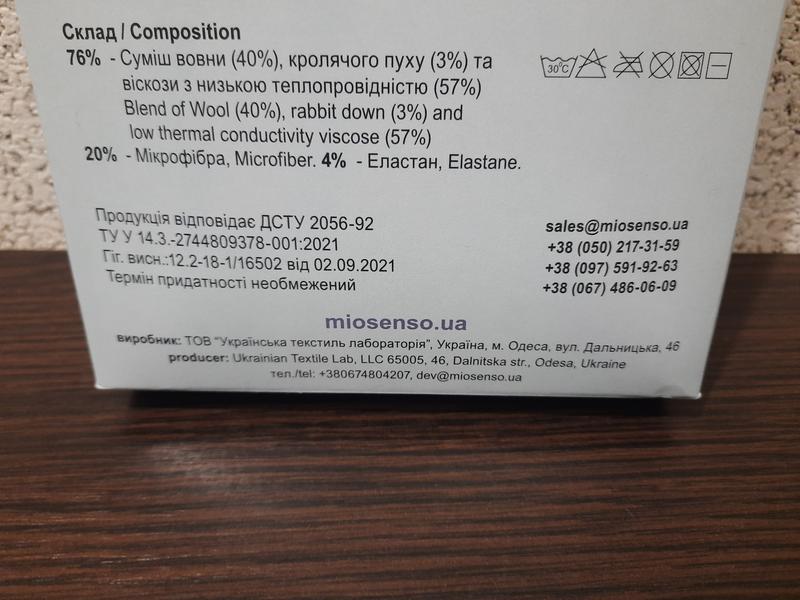 Склад / Composition
76% - Суміш вовни (40%), кролячого пуху (3%) та
віскози з низькою теплопровідністю (57%)
Blend of Wool (40%), rabbit down (3%) and
low thermal conductivity viscose (57%)
20% - Мікрофібра, Microfiber. 4% - Еластан, Elastane.
30°C
Продукція відповідає ДСТУ 2056-92
ТУ У 14.3.-2744809378-001:2021
Гіг. висн.:12.2-18-1/16502 від 02.09.2021
Термін придатності необмежений
sales@miosenso.ua
+38 (050) 217-31-59
+38 (097) 591-92-63
+38 (067) 486-06-09
miosenso.ua
виробник: ТОВ "Українська текстиль лабораторія", Україна, м. Одеса, вул. Дальницька, 46
producer: Ukrainian Textile Lab, LLC 65005, 46, Dalnitska str., Odesa, Ukraine
тел./tel: +380674804207, dev@miosenso.ua